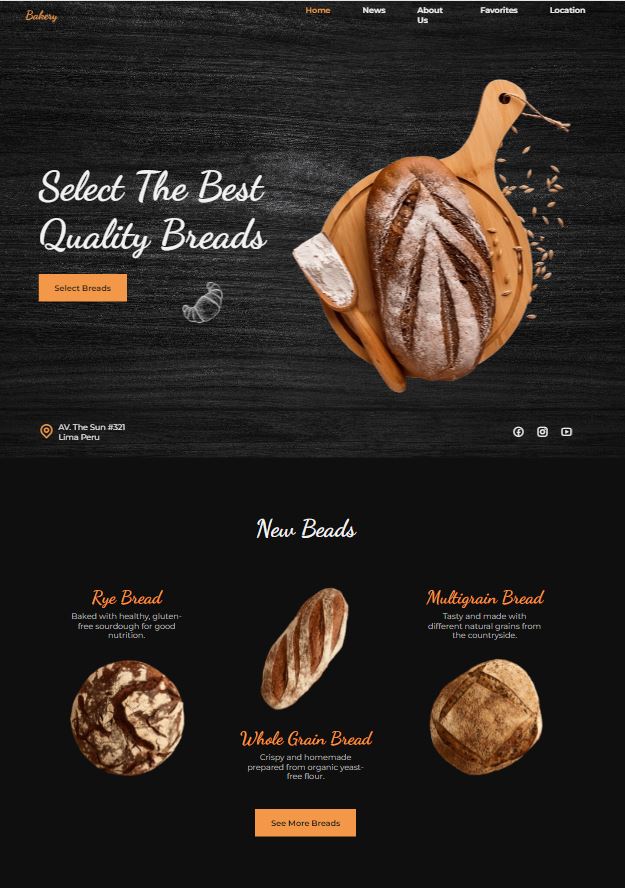 Bakery
Home
News
About
Us
Favorites
Location
Select The Best
Quality Breads
Select Breads
AV. The Sun #321
Lima Peru
New Beads
Rye Bread
Baked with healthy, gluten-
free sourdough for good
nutrition.
Whole Grain Bread
Crispy and homemade
prepared from organic yeast-
free flour.
Multigrain Bread
Tasty and made with
different natural grains from
the countryside.
See More Breads